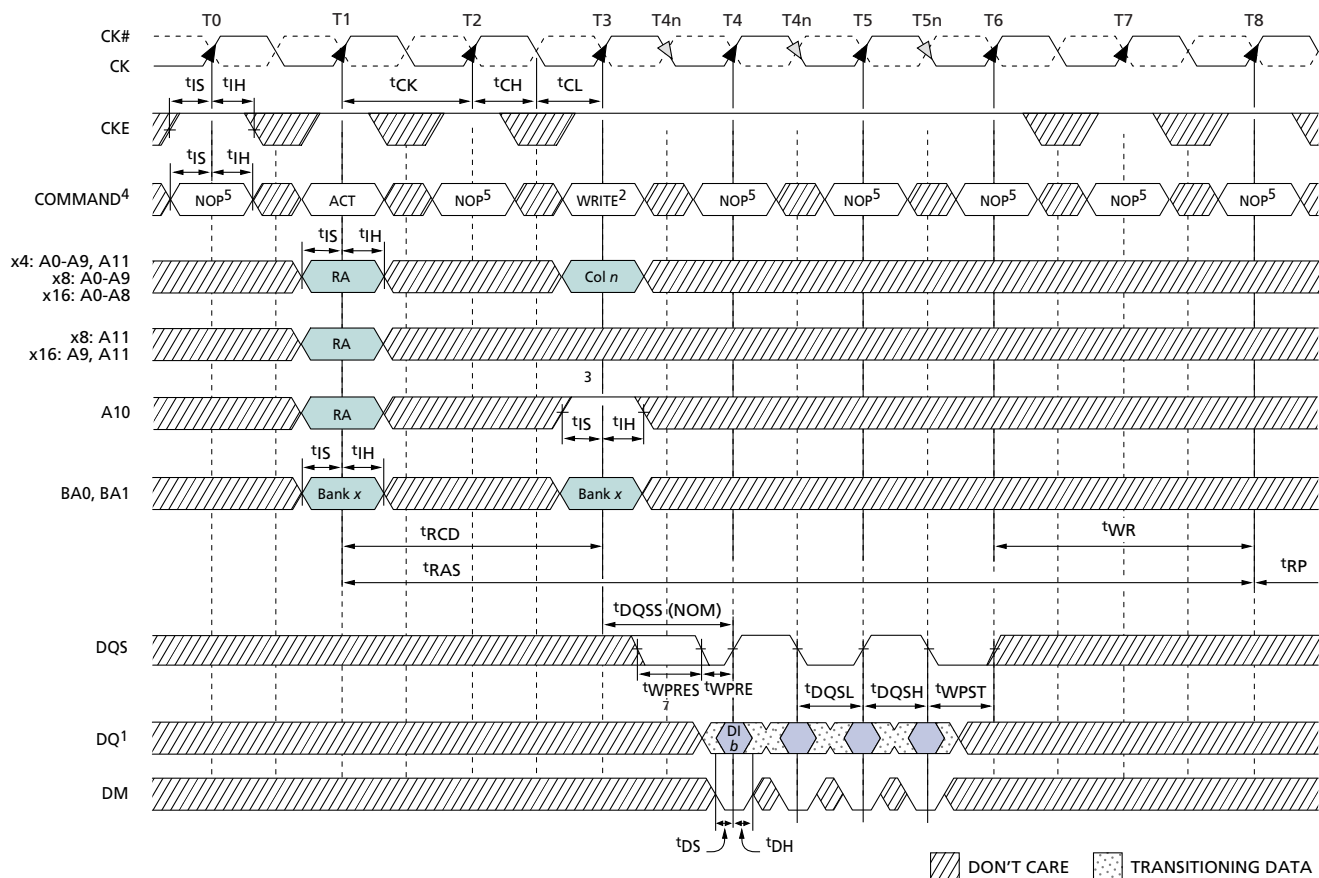 T0 T1 T2 T3 T4n T4 T4n T5 T5n T6 T7 T8
CK#
CK
tIS tIH tCK tCH tCL
CKE
tIS tIH
COMMAND4 NOP5 ACT NOP5 WRITE2 NOP5 NOP5 NOP5 NOP5 NOP5
tIS tIH
x4: A0-A9, A11
x8: A0-A9
x16: A0-A8
RA Col n
x8: A11
x16: A9, A11
RA
3
A10 RA
tIS tIH
tIS tIH
BA0, BA1 Bank x Bank x
tRCD tWR
tRAS tRP
tDQSS (NOM)
DQS
tWPRES tWPRE tDQSL tDQSH tWPST
7
DQ1 DI
b
DM
tDS tDH
DON'T CARE TRANSITIONING DATA